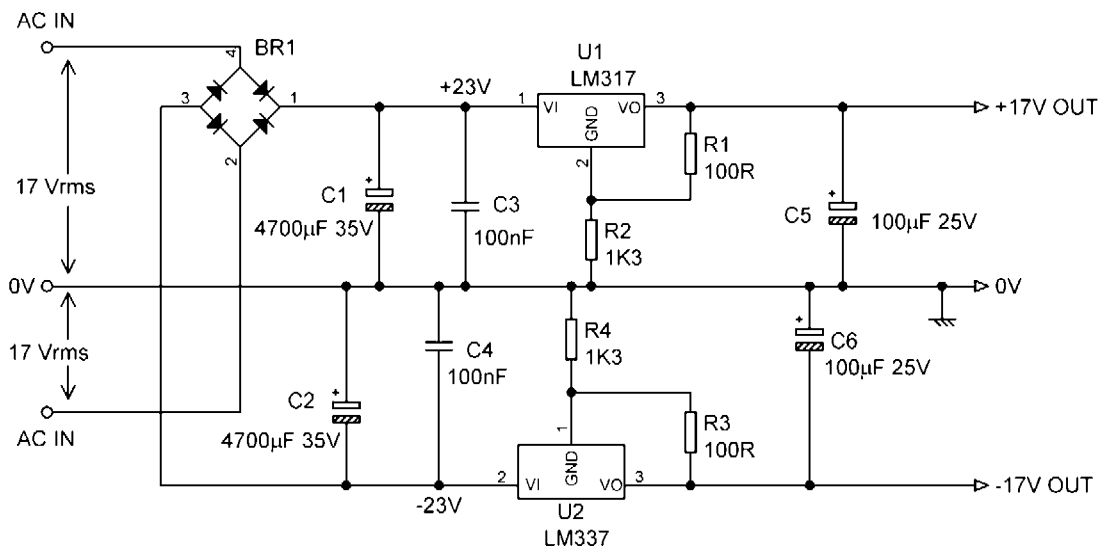 AC IN
BR1
4
3
1
2
U1
LM317
+23V
1
VI
VO
3
GND
2
+17V OUT
R1
100R
17 Vrms
C1
+
4700µF 35V
C3
100nF
R2
1K3
C5
+
100µF 25V
0V
0V
17 Vrms
C4
100nF
R4
1K3
+
C6
100µF 25V
C2
+
4700µF 35V
R3
100R
AC IN
1
GND
2
VI
VO
3
-23V
-17V OUT
U2
LM337